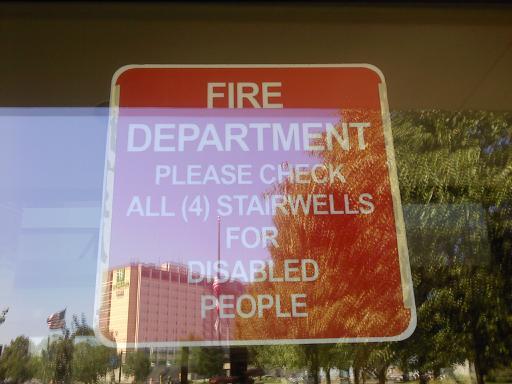 FIRE
DEPARTMENT
PLEASE CHECK
ALL (4) STAIRWELLS
FOR
DISABLED
PEOPLE